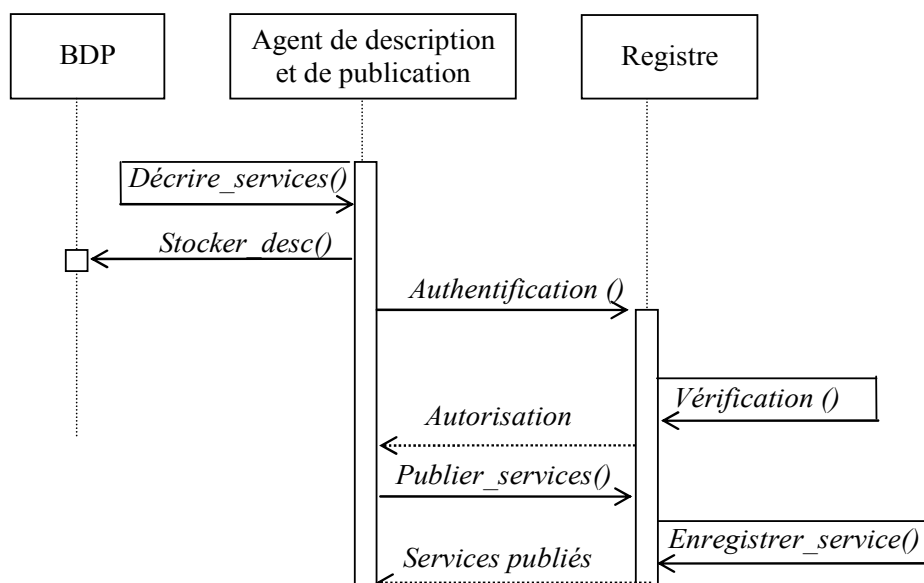 BDP
Agent de description
et de publication
Registre
Décrire_services()
Stocker_desc()
Authentification ()
Vérification ()
Autorisation
Publier_services()
Enregistrer_service()
Services publiés